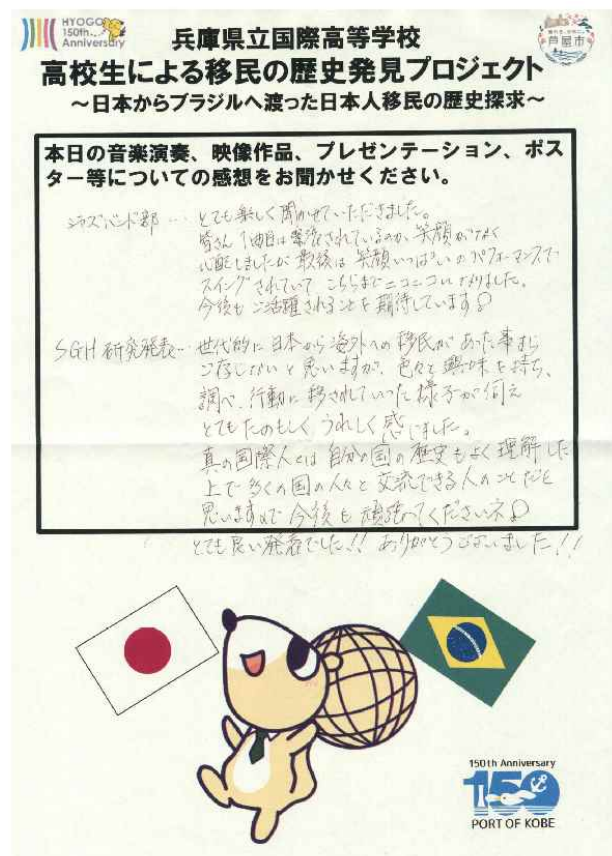 HYOGO
150th
Anniversary
兵庫県立国際高等学校
芦屋市
高校生による移民の歴史発見プロジェクト
～日本からブラジルへ渡った日本人移民の歴史探求～
本日の音楽演奏、映像作品、プレゼンテーション、ポス
ター等についての感想をお聞かせください。
ジャズバンド部… とても楽しく聞かせていただきました。
皆さん1曲目は緊張されているのか、笑顔がなく
心配しましたが最後は笑顔いっぱいのパフォーマンスで
スイングされていて こちらまでニコニコになりました。
今後もご活躍されることを期待しています
SGH研究発表… 世代的に日本から海外への移民があった事すら
ご存じないと思いますが、色々と興味を持ち、
調べ、行動に移されていった様子が伺え
とてもたのもしく うれしく感じました。
真の国際人とは自分の国の歴史もよく理解した
上で多くの国の人々と交流できる人のことだと
思いますので今後も頑張ってくださいネ
とても良い発表でした!! ありがとうございました!!
150th Anniversary
150
PORT OF KOBE